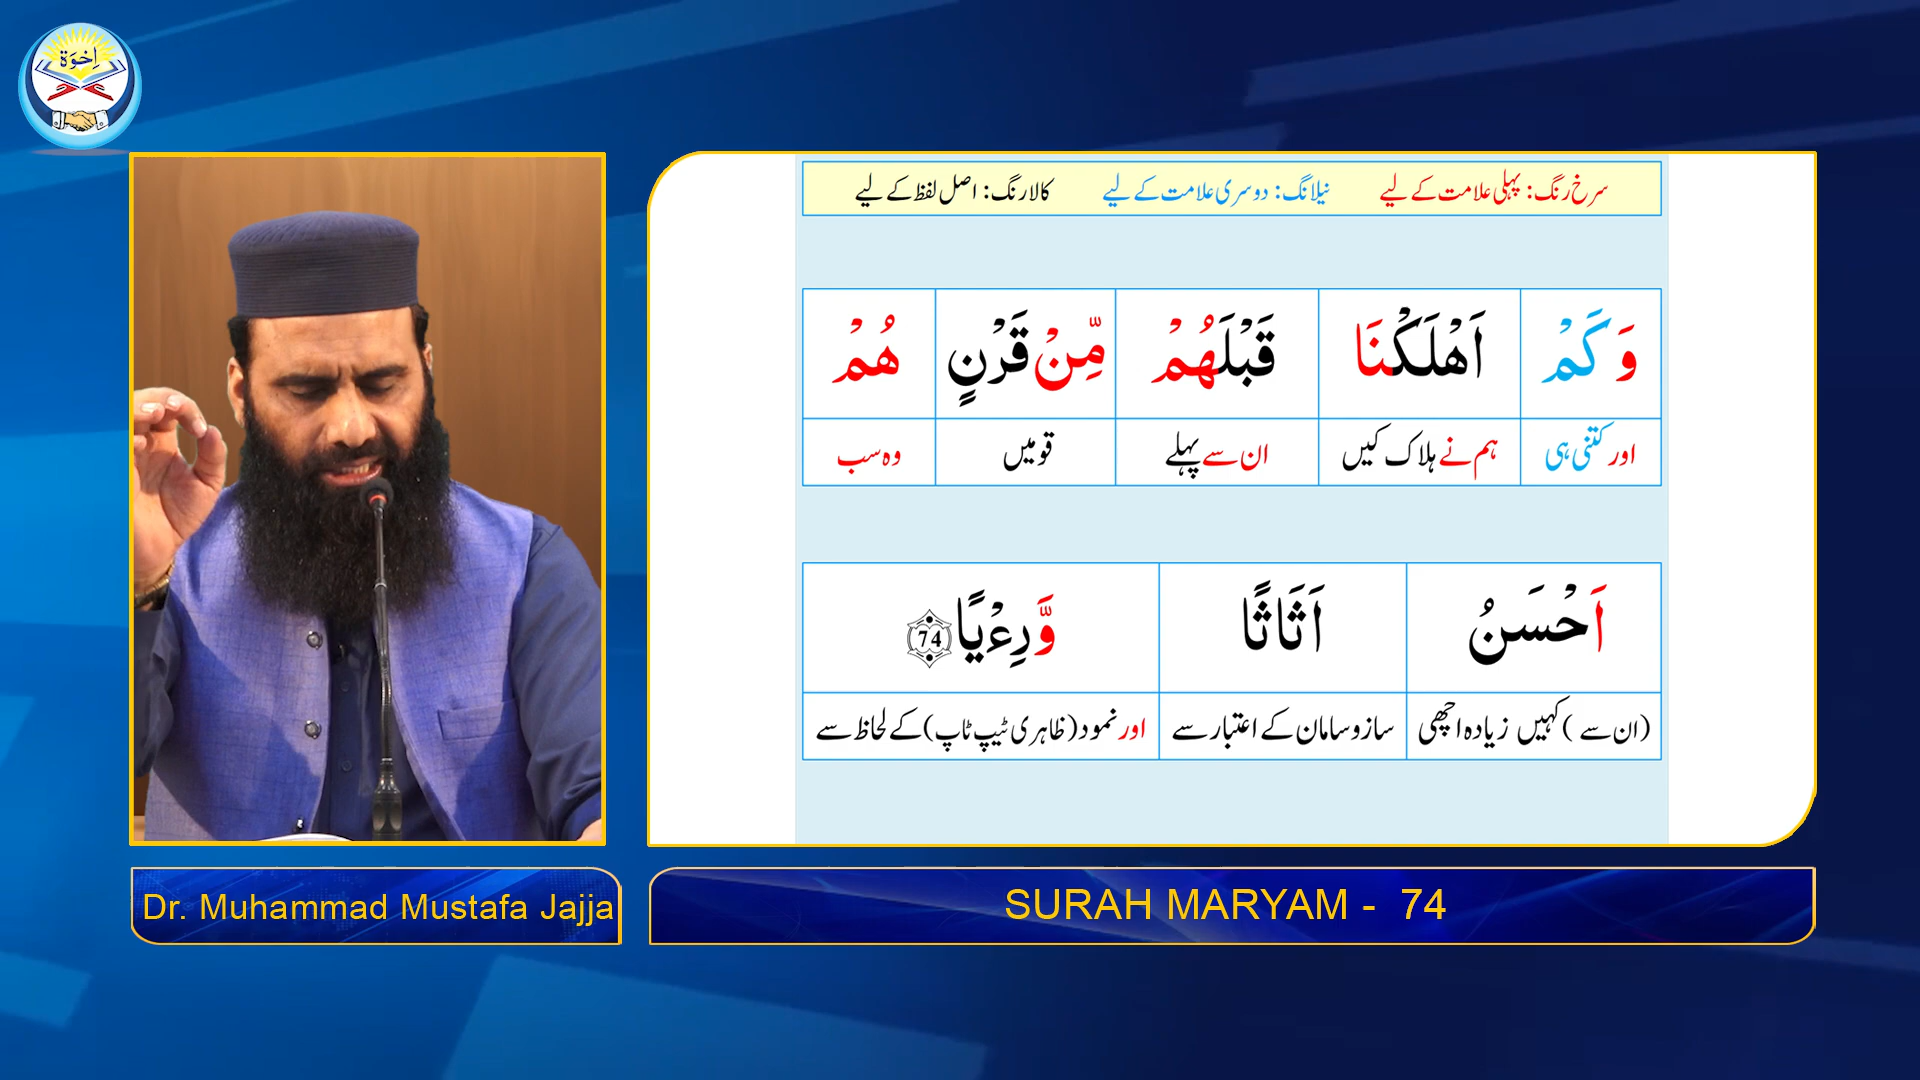 اِخوَة
سرخ رنگ: پہلی علامت کے لیے نیلا نگ: دوسری علامت کے لیے کالا رنگ: اصل لفظ کے لیے
وَ كَمْ اَهْلَكْنَا قَبْلَهُمْ مِّنْ قَرْنٍ هُمْ
اور کتنی ہی ہم نے ہلاک کیں ان سے پہلے قومیں وہ سب
اَحْسَنُ اَثَاثًا وَّ رِءْيًا 74
(ان سے) کہیں زیادہ اچھی سازوسامان کے اعتبار سے اور نمود (ظاہری ٹیپ ٹاپ) کے لحاظ سے
Dr. Muhammad Mustafa Jajja
SURAH MARYAM - 74